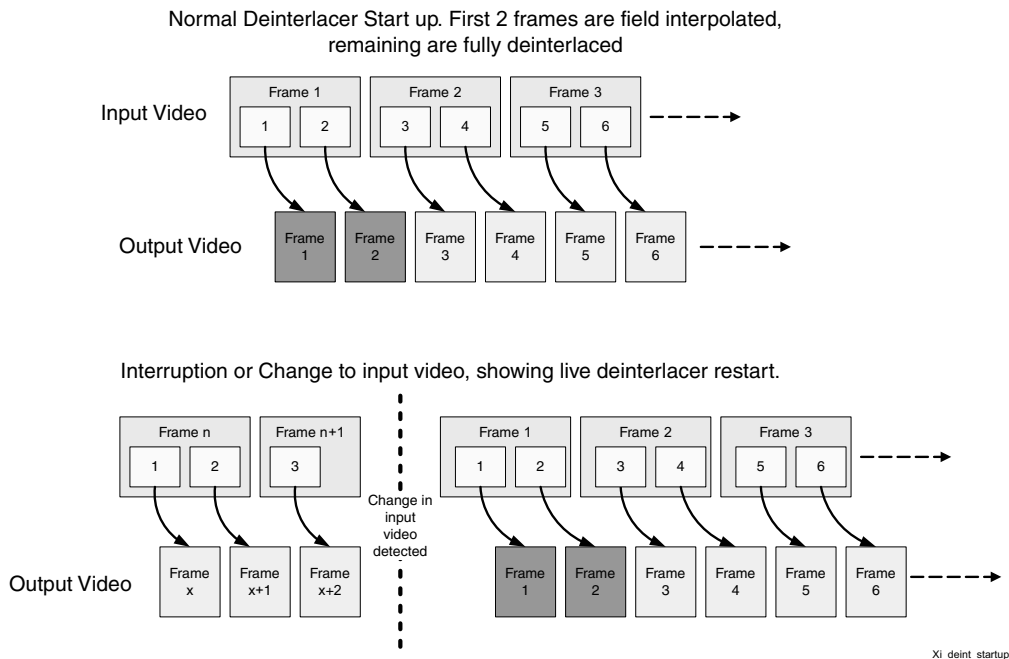 Normal Deinterlacer Start up. First 2 frames are field interpolated,
remaining are fully deinterlaced
Frame 1
Frame 2
Frame 3
Input Video
1
2
3
4
5
6
Output Video
Frame
1
Frame
2
Frame
3
Frame
4
Frame
5
Frame
6
Interruption or Change to input video, showing live deinterlacer restart.
Frame n
Frame n+1
Frame 1
Frame 2
Frame 3
1
2
3
1
2
3
4
5
6
Change in
input
video
detected
Output Video
Frame
x
Frame
x+1
Frame
x+2
Frame
1
Frame
2
Frame
3
Frame
4
Frame
5
Frame
6
Xi_deint_startup